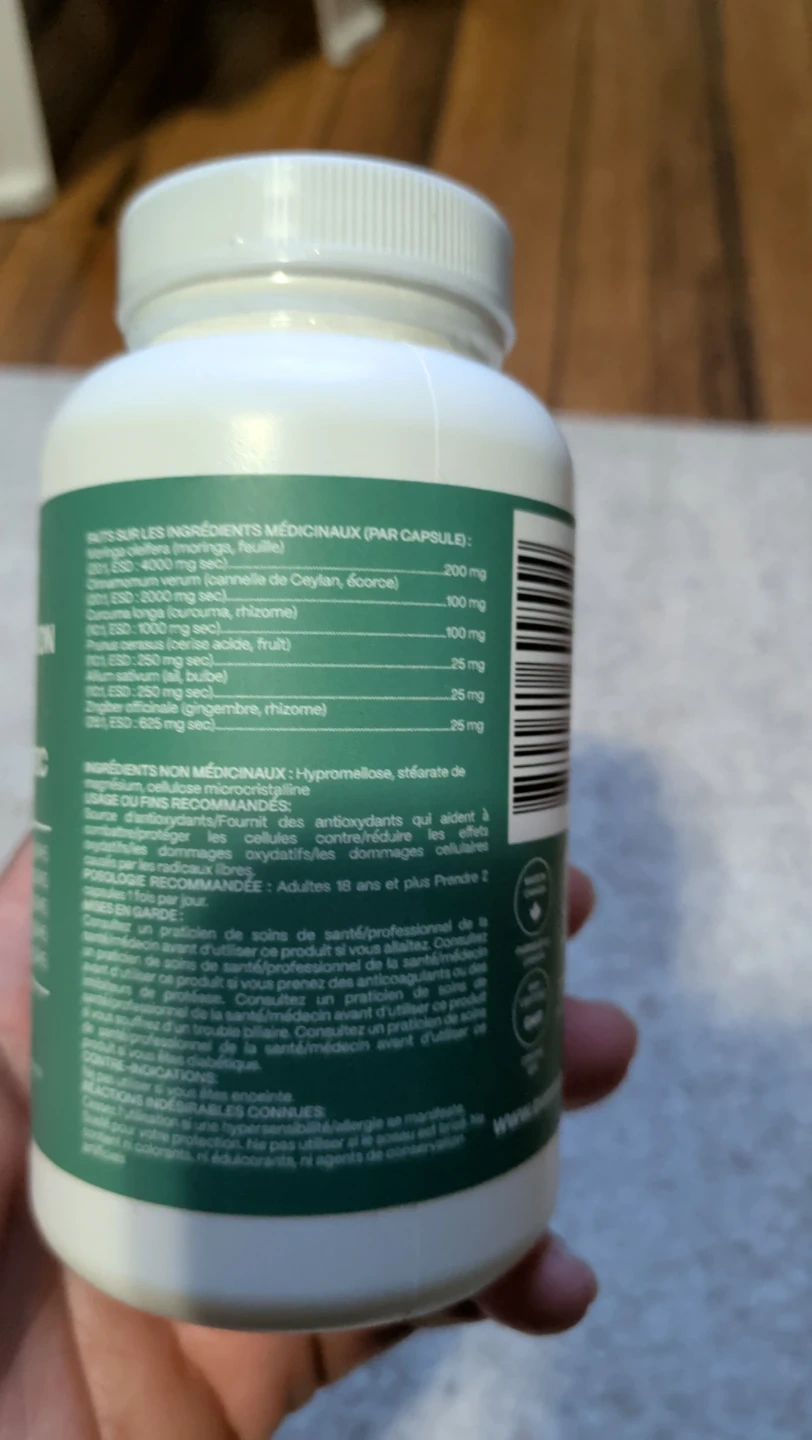 FAITS SUR LES INGRÉDIENTS MÉDICINAUX (PAR CAPSULE) :
Moringa oleifera (moringa, feuille)
(20:1, ESD : 4000 mg sec) 200 mg
Cinnamomum verum (cannelle de Ceylan, écorce)
(20:1, ESD : 2000 mg sec) 100 mg
Curcuma longa (curcuma, rhizome)
(10:1, ESD : 1000 mg sec) 100 mg
Prunus cerasus (cerise acide, fruit)
(10:1, ESD : 250 mg sec) 25 mg
Allium sativum (ail, bulbe)
(10:1, ESD : 250 mg sec) 25 mg
Zingiber officinale (gingembre, rhizome)
(25:1, ESD : 625 mg sec) 25 mg
INGRÉDIENTS NON MÉDICINAUX : Hypromellose, stéarate de
magnésium, cellulose microcristalline
USAGE OU FINS RECOMMANDÉS:
Source d'antioxydants/Fournit des antioxydants qui aident à
combattre/protéger les cellules contre/réduire les effets
oxydatifs/les dommages oxydatifs/les dommages cellulaires
causés par les radicaux libres.
POSOLOGIE RECOMMANDÉE : Adultes 18 ans et plus Prendre 2
capsules 1 fois par jour.
MISES EN GARDE :
Consultez un praticien de soins de santé/professionnel de la
santé/médecin avant d'utiliser ce produit si vous allaitez. Consultez
un praticien de soins de santé/professionnel de la santé/médecin
avant d'utiliser ce produit si vous prenez des anticoagulants ou des
de protéase. Consultez un praticien de soins de
santé/professionnel de la santé/médecin avant d'utiliser ce produit
si vous souffrez d'un trouble biliaire. Consultez un praticien de soins
de santé/professionnel de la santé/médecin avant d'utiliser ce
produit si vous êtes diabétique.
CONTRE-INDICATIONS:
Ne pas utiliser si vous êtes enceinte.
RÉACTIONS INDÉSIRABLES CONNUES:
Cessez l'utilisation si une hypersensibilité/allergie se manifeste.
Scellé pour votre protection. Ne pas utiliser si le sceau est brisé. Ne
contient ni colorants, ni édulcorants, ni agents de conservation
artificiels
www.